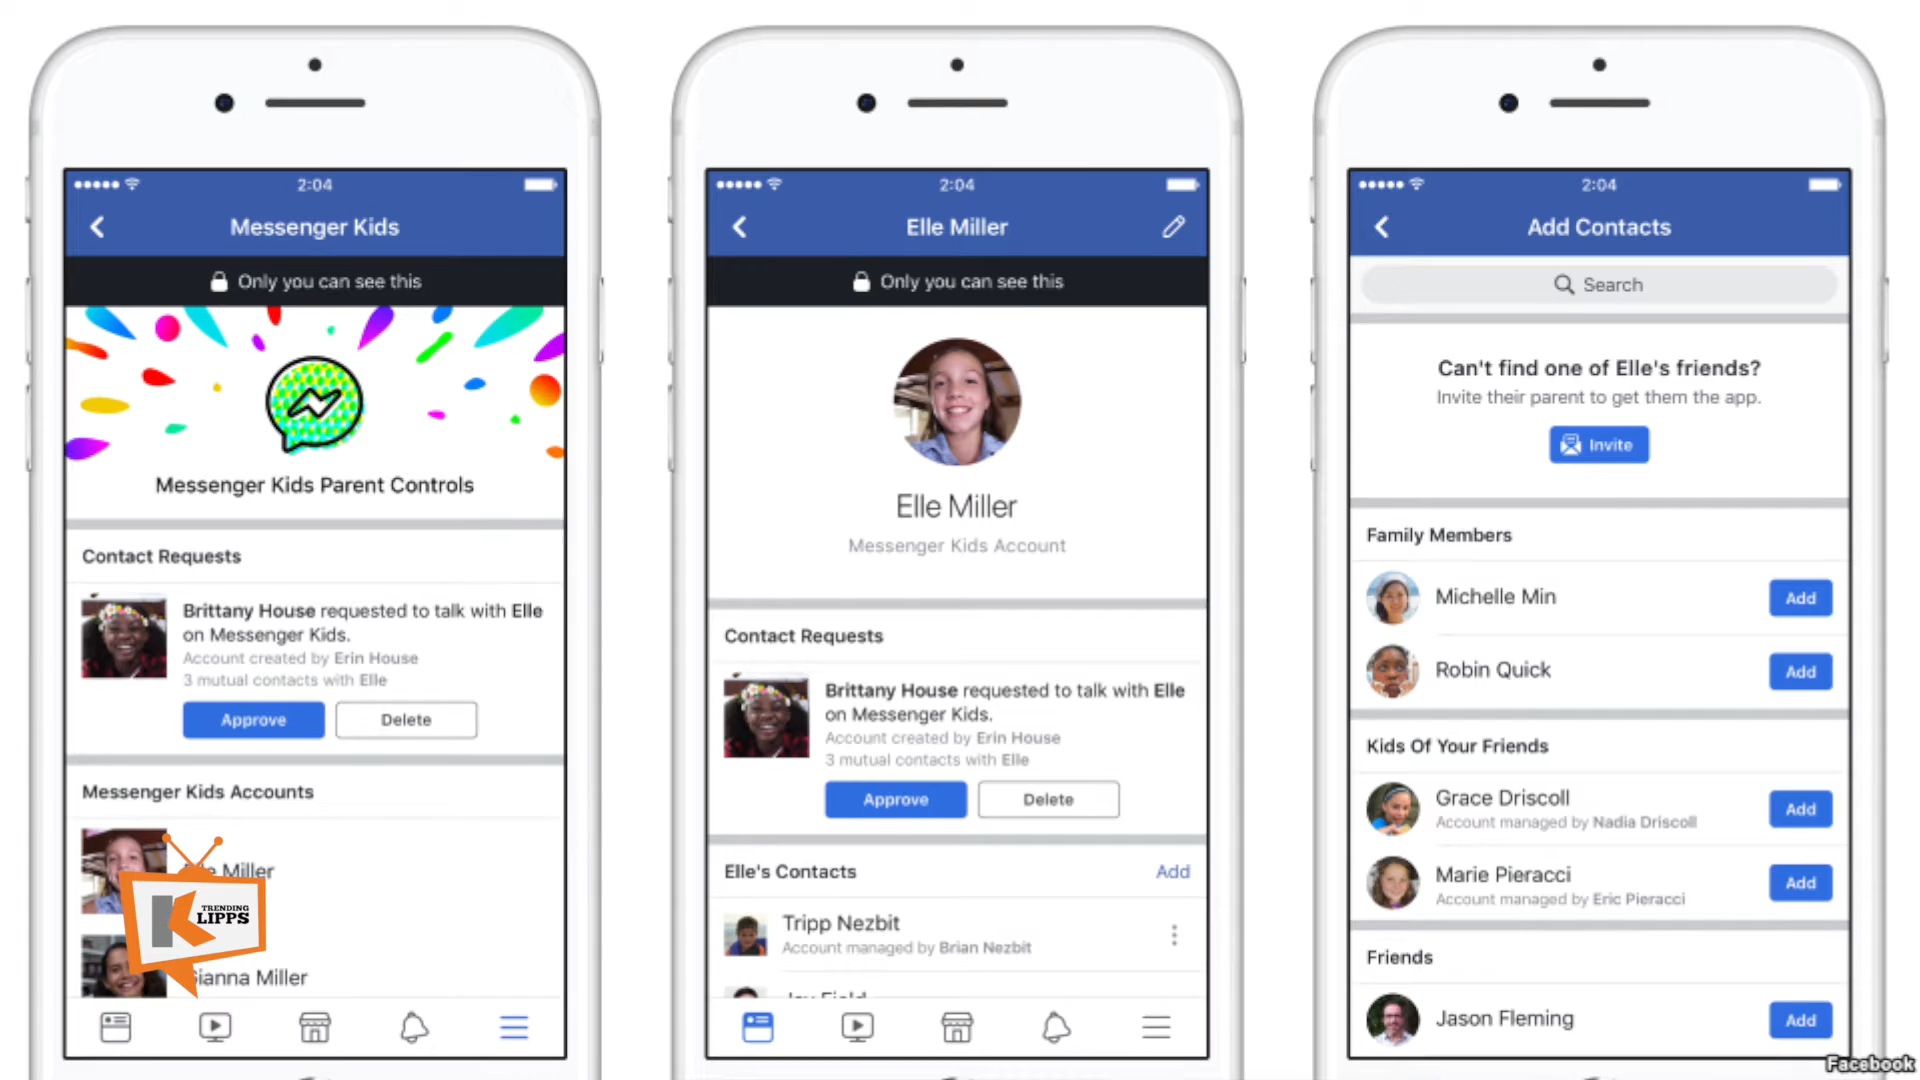 2:04
Messenger Kids
Only you can see this
Messenger Kids Parent Controls
Contact Requests
Brittany House requested to talk with Elle
on Messenger Kids.
Account created by Erin House
3 mutual contacts with Elle
Approve Delete
Messenger Kids Accounts
Miller
TRENDING
KLIPPS
Gianna Miller
2:04
Elle Miller
Only you can see this
Elle Miller
Messenger Kids Account
Contact Requests
Brittany House requested to talk with Elle
on Messenger Kids.
Account created by Erin House
3 mutual contacts with Elle
Approve Delete
Elle's Contacts Add
Tripp Nezbit
Account managed by Brian Nezbit
2:04
Add Contacts
Search
Can't find one of Elle's friends?
Invite their parent to get them the app.
Invite
Family Members
Michelle Min Add
Robin Quick Add
Kids Of Your Friends
Grace Driscoll Add
Account managed by Nadia Driscoll
Marie Pieracci Add
Account managed by Eric Pieracci
Friends
Jason Fleming Add
Facebook